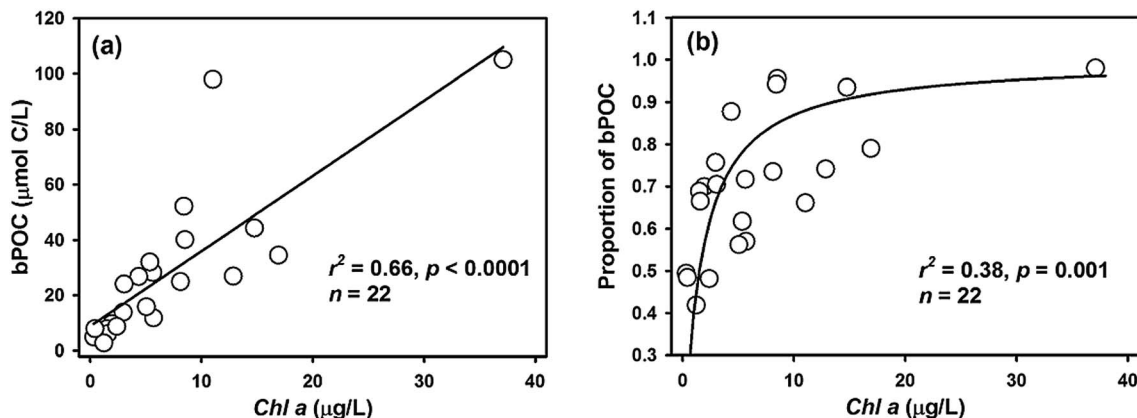 (a)
bPOC (μmol C/L)
120
100
80
60
40
20
0
r² = 0.66, p < 0.0001
n = 22
0 10 20 30 40
Chl a (μg/L)
(b)
Proportion of bPOC
1.1
1.0
0.9
0.8
0.7
0.6
0.5
0.4
0.3
r² = 0.38, p = 0.001
n = 22
0 10 20 30 40
Chl a (μg/L)